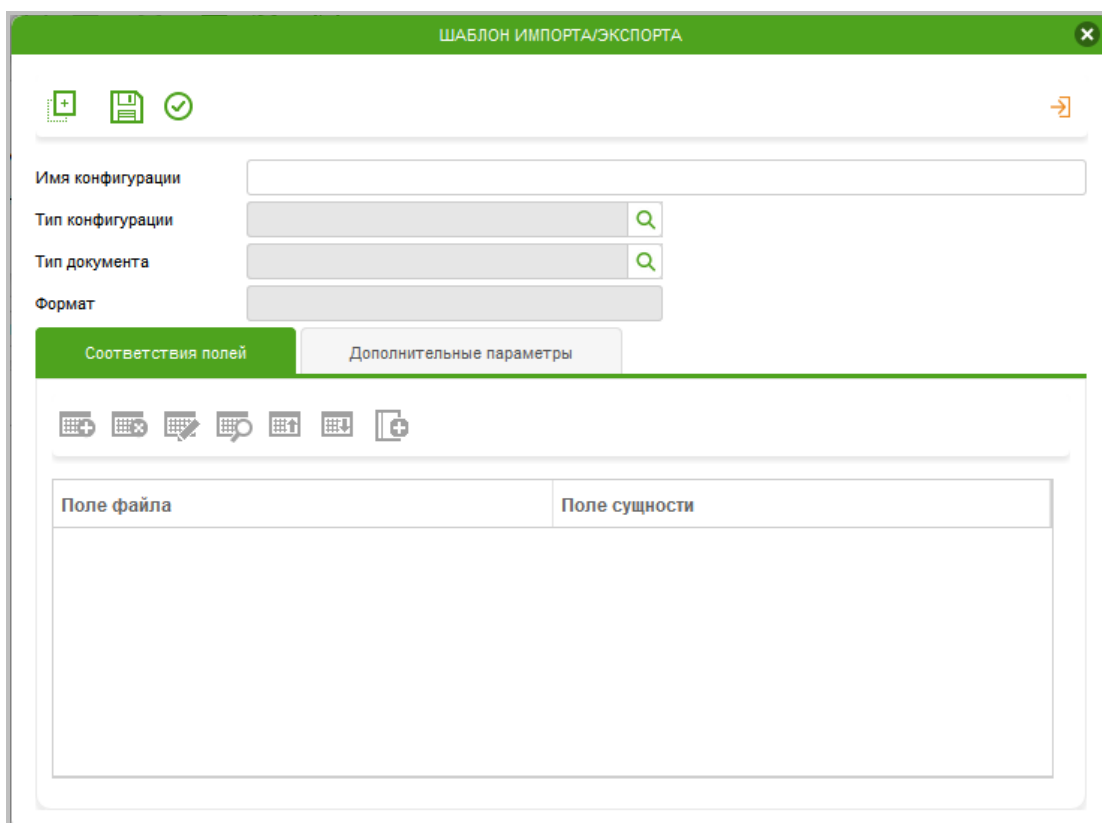 ШАБЛОН ИМПОРТА/ЭКСПОРТА
Имя конфигурации
Тип конфигурации
Тип документа
Формат
Соответствия полей Дополнительные параметры
Поле файла Поле сущности